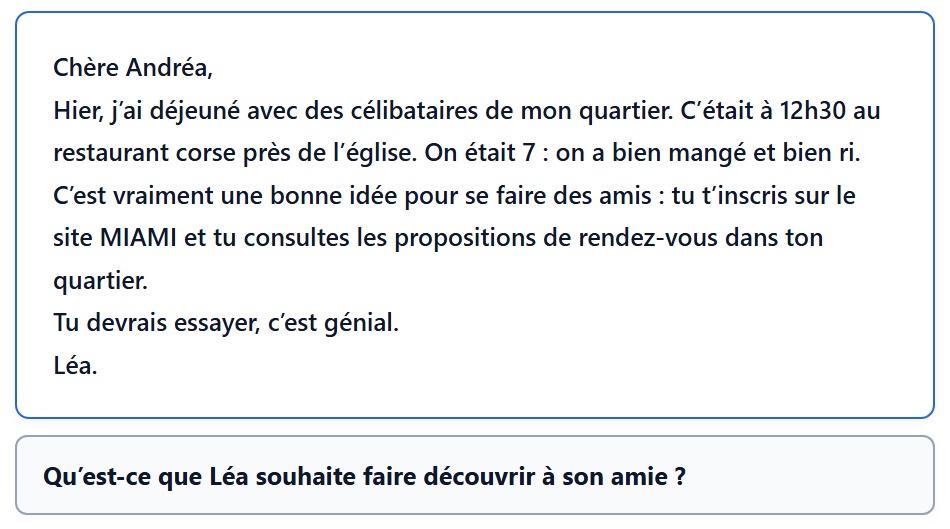 Chère Andréa,
Hier, j’ai déjeuné avec des célibataires de mon quartier. C’était à 12h30 au
restaurant corse près de l’église. On était 7 : on a bien mangé et bien ri.
C’est vraiment une bonne idée pour se faire des amis : tu t’inscris sur le
site MIAMI et tu consultes les propositions de rendez-vous dans ton
quartier.
Tu devrais essayer, c’est génial.
Léa.
Qu’est-ce que Léa souhaite faire découvrir à son amie ?